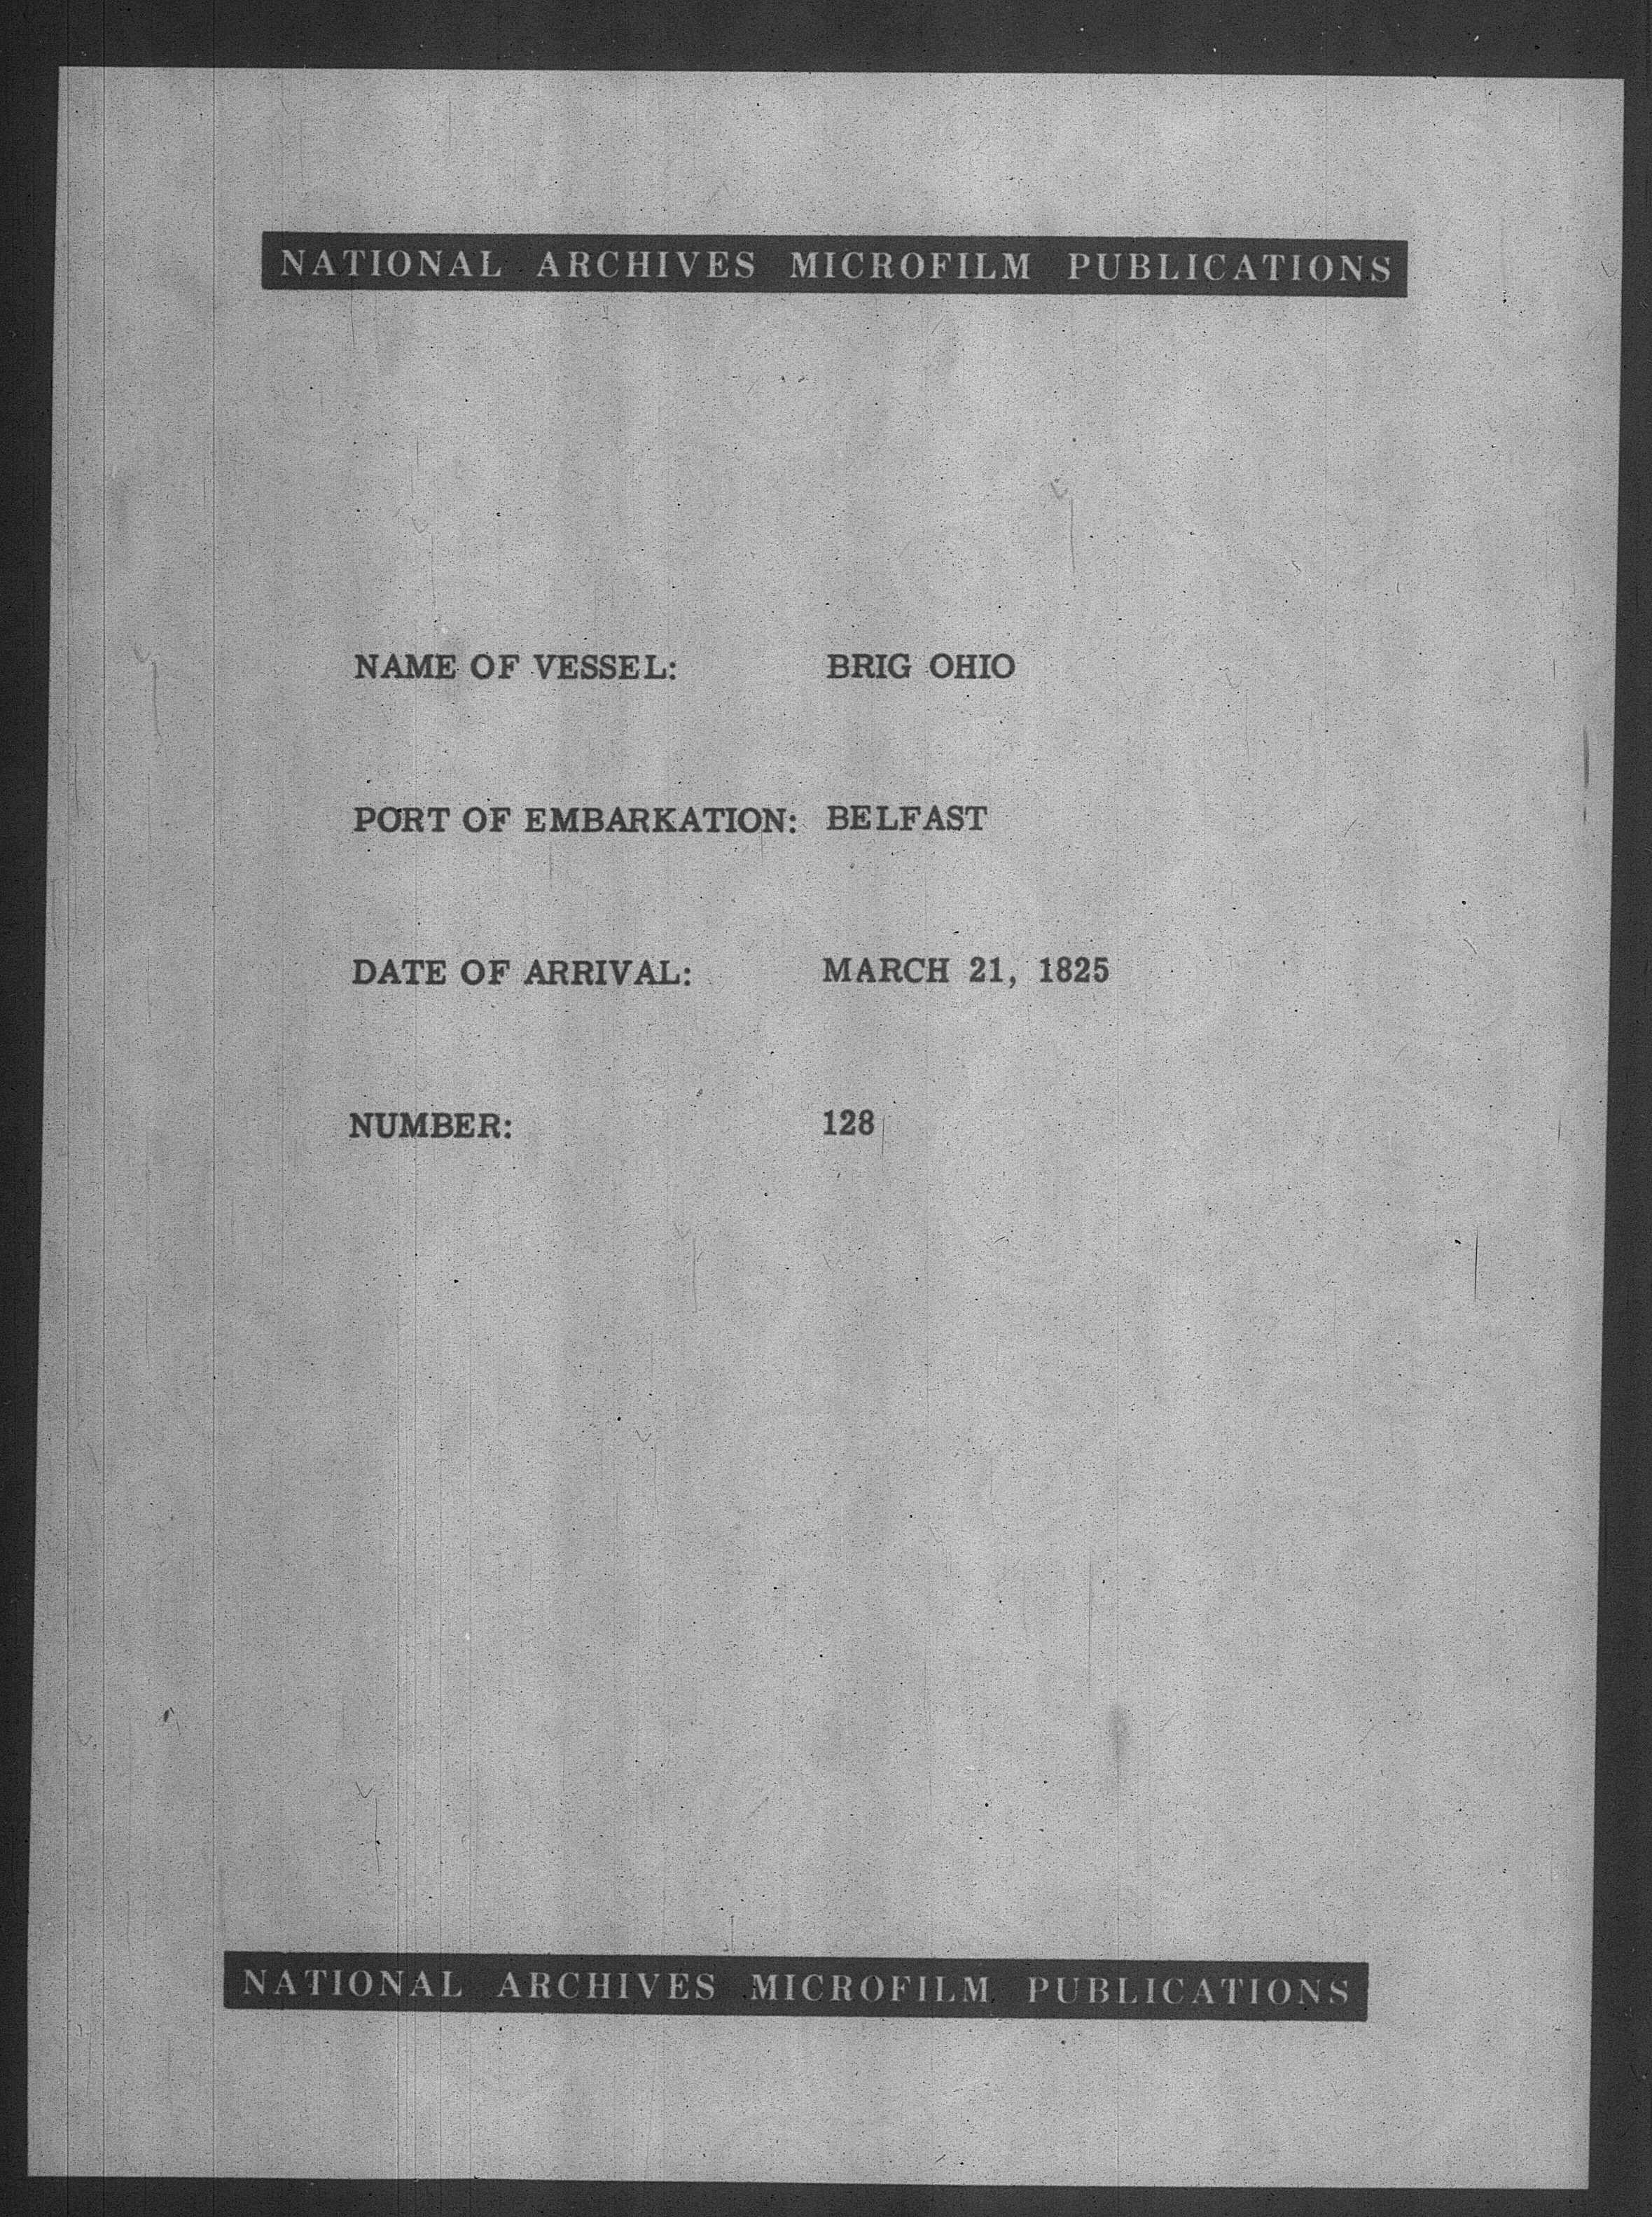 NATIONAL ARCHIVES MICROFILM PUBLICATIONS
NAME OF VESSEL: BRIG OHIO
PORT OF EMBARKATION: BELFAST
DATE OF ARRIVAL: MARCH 21, 1825
NUMBER: 128
NATIONAL ARCHIVES MICROFILM PUBLICATIONS